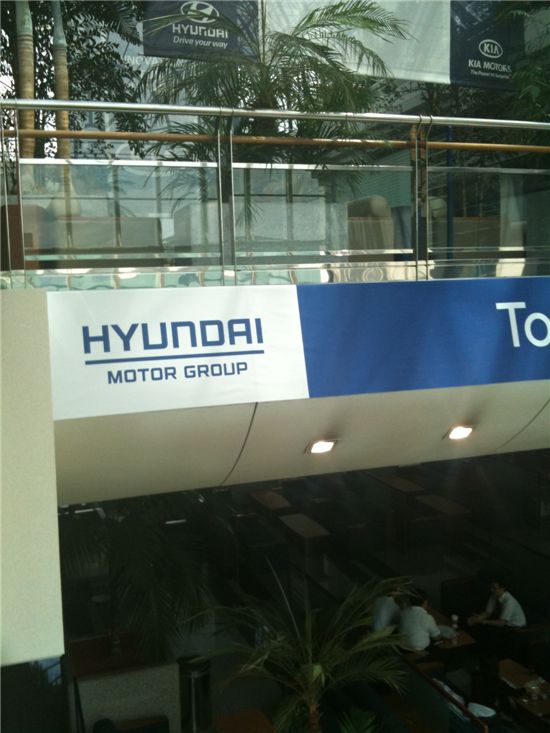 HYUNDAI
Drive your way
KIA
KIA MOTORS
The Power to Surprise
HYUNDAI
MOTOR GROUP
To